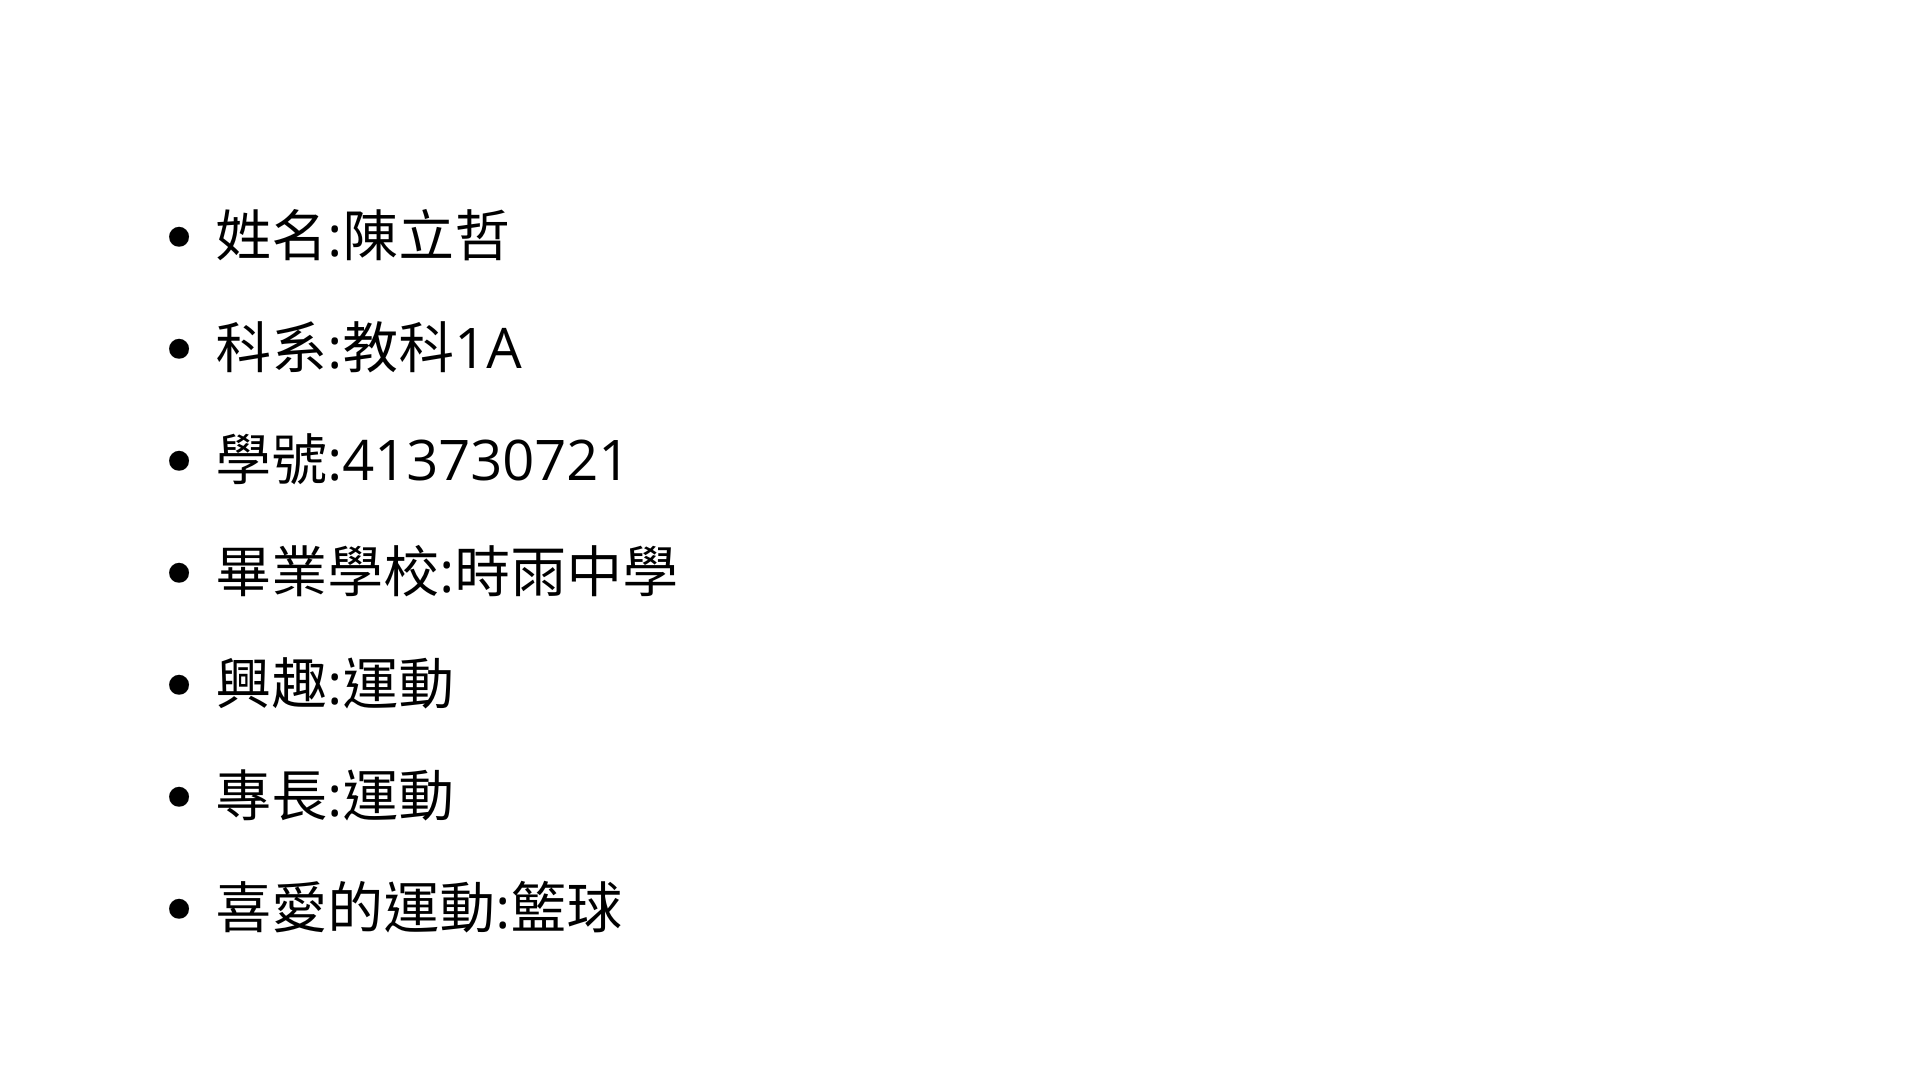 • 姓名:陳立哲
• 科系:教科1A
• 學號:413730721
• 畢業學校:時雨中學
• 興趣:運動
• 專長:運動
• 喜愛的運動:籃球